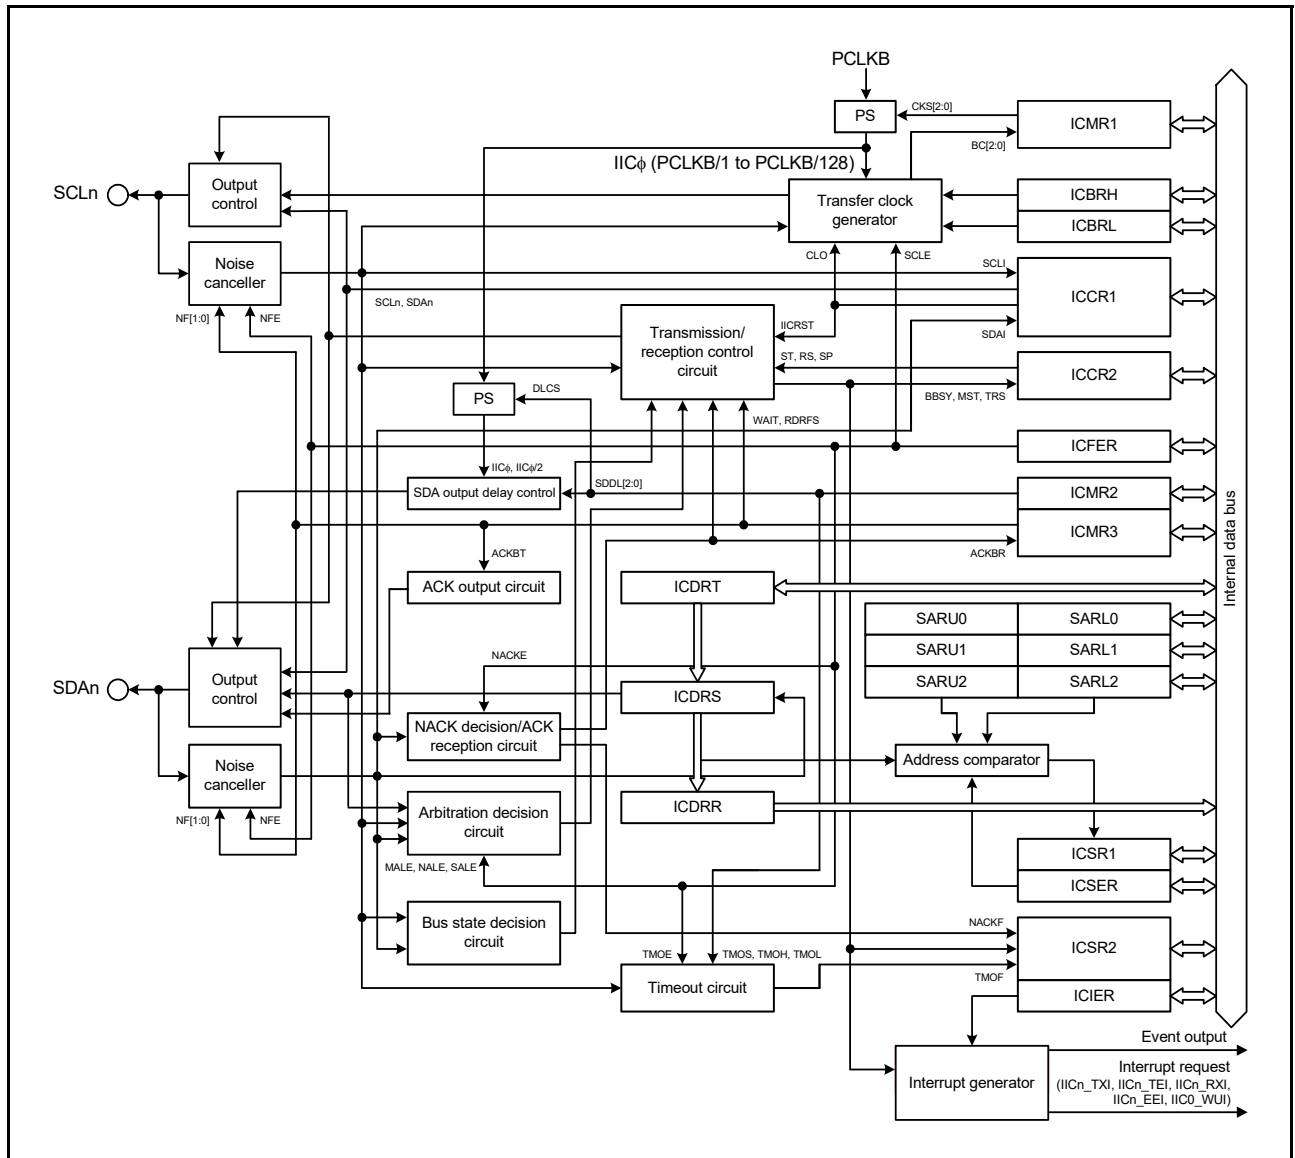 PCLKB
PS
CKS[2:0]
ICMR1
BC[2:0]
IICϕ (PCLKB/1 to PCLKB/128)
SCLn
Output
control
Transfer clock
generator
ICBRH
ICBRL
Noise
canceller
CLO
SCLE
SCLI
ICCR1
SCLn, SDAn
NF[1:0]
NFE
Transmission/
reception control
circuit
IICRST
SDAI
ST, RS, SP
ICCR2
BBSY, MST, TRS
PS
DLCS
WAIT, RDRFS
ICFER
IICϕ, IICϕ/2
SDA output delay control
SDDL[2:0]
ICMR2
ICMR3
ACKBT
ACKBR
Internal data bus
ACK output circuit
ICDRT
SARU0
SARL0
SARU1
SARL1
SARU2
SARL2
NACKE
SDAn
Output
control
ICDRS
NACK decision/ACK
reception circuit
Noise
canceller
Address comparator
NF[1:0]
NFE
Arbitration decision
circuit
ICDRR
MALE, NALE, SALE
ICSR1
ICSER
Bus state decision
circuit
NACKF
ICSR2
TMOE
TMOS, TMOH, TMOL
TMOF
Timeout circuit
ICIER
Event output
Interrupt generator
Interrupt request
(IICn_TXI, IICn_TEI, IICn_RXI,
IICn_EEI, IIC0_WUI)